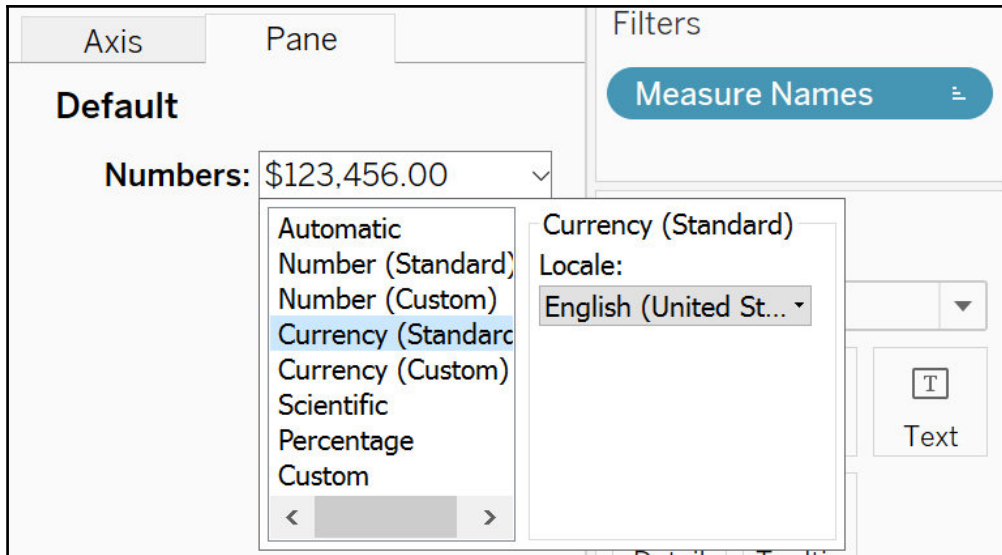 Axis
Pane
Default
Numbers: $123,456.00
Automatic
Number (Standard)
Number (Custom)
Currency (Standard
Currency (Custom)
Scientific
Percentage
Custom
Currency (Standard)
Locale:
English (United St...
Filters
Measure Names
T
Text